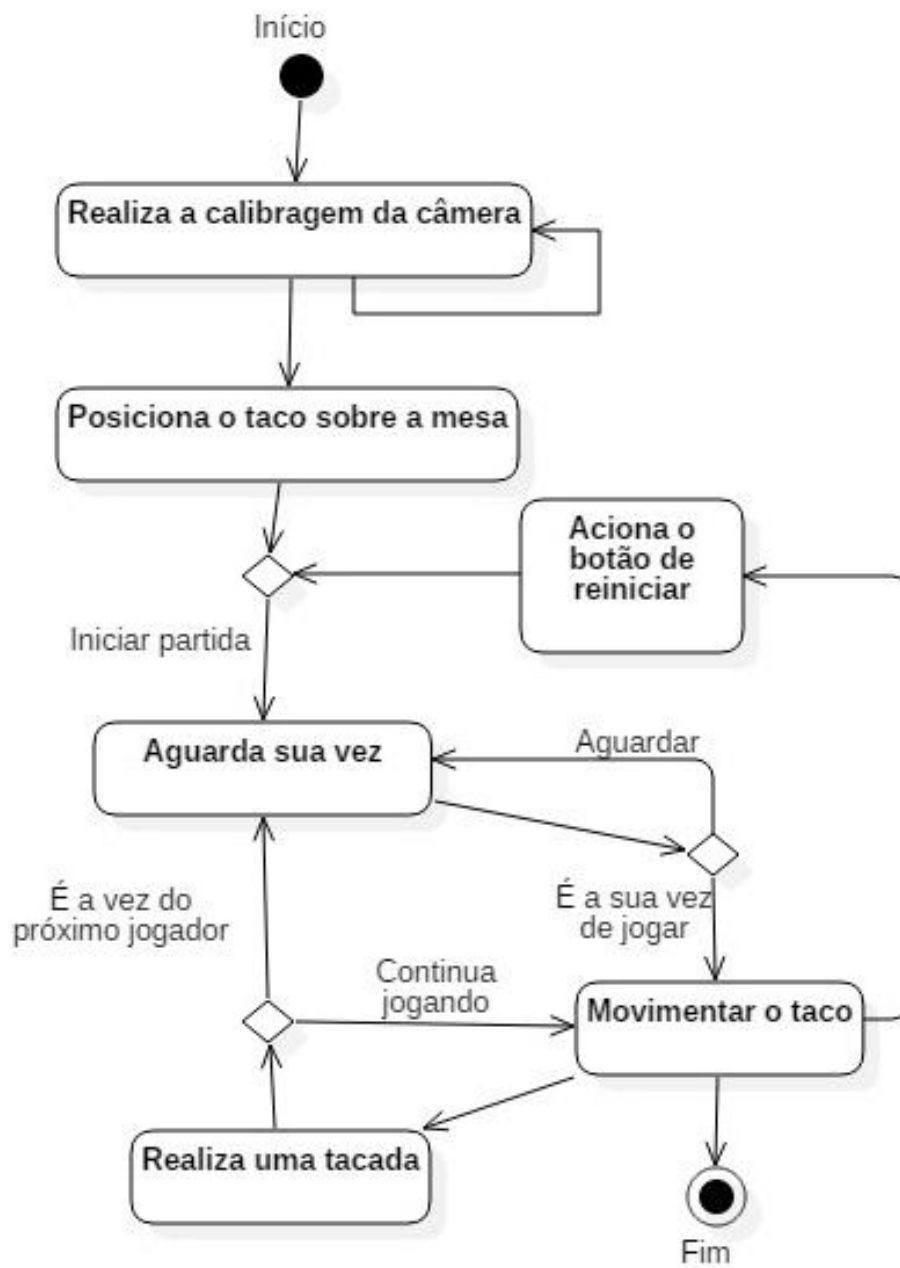 Início
Realiza a calibragem da câmera
Posiciona o taco sobre a mesa
Aciona o
botão de
reiniciar
Iniciar partida
Aguarda sua vez
Aguardar
É a vez do
próximo jogador
É a sua vez
de jogar
Continua
jogando
Movimentar o taco
Realiza uma tacada
Fim